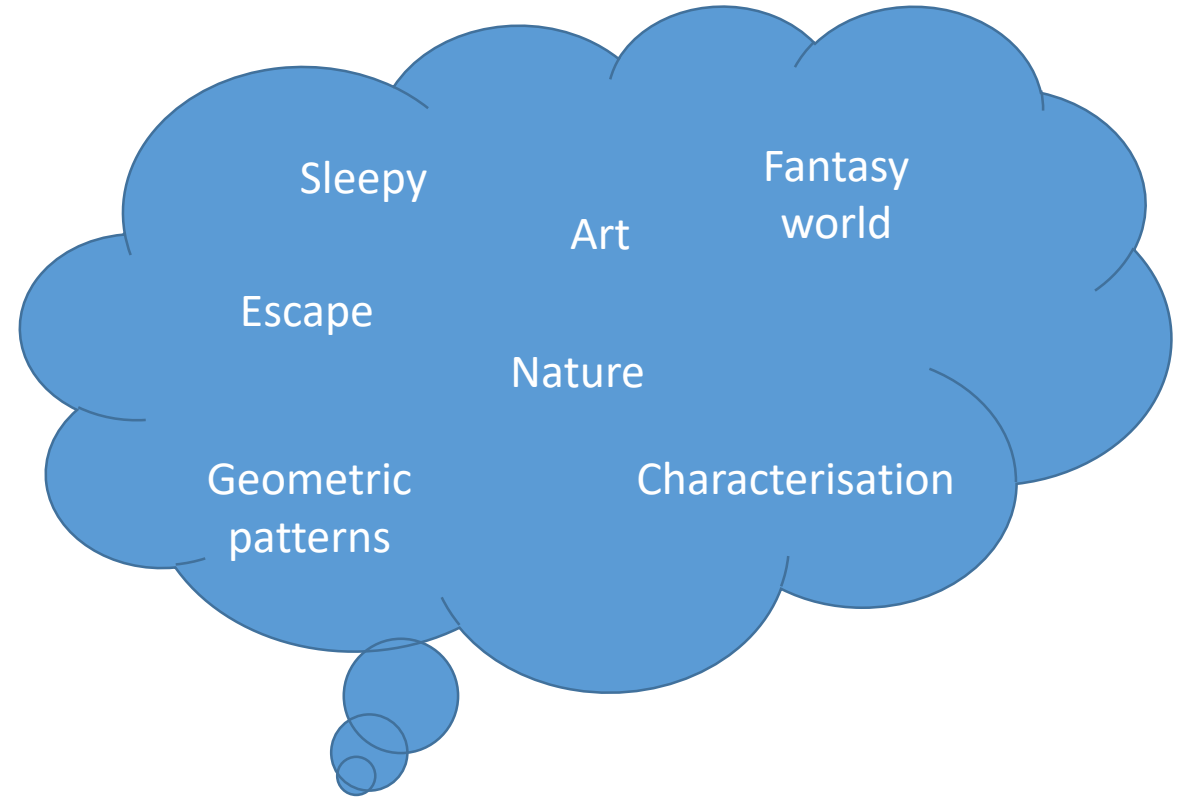 Sleepy
Fantasy
world
Art
Escape
Nature
Geometric
patterns
Characterisation